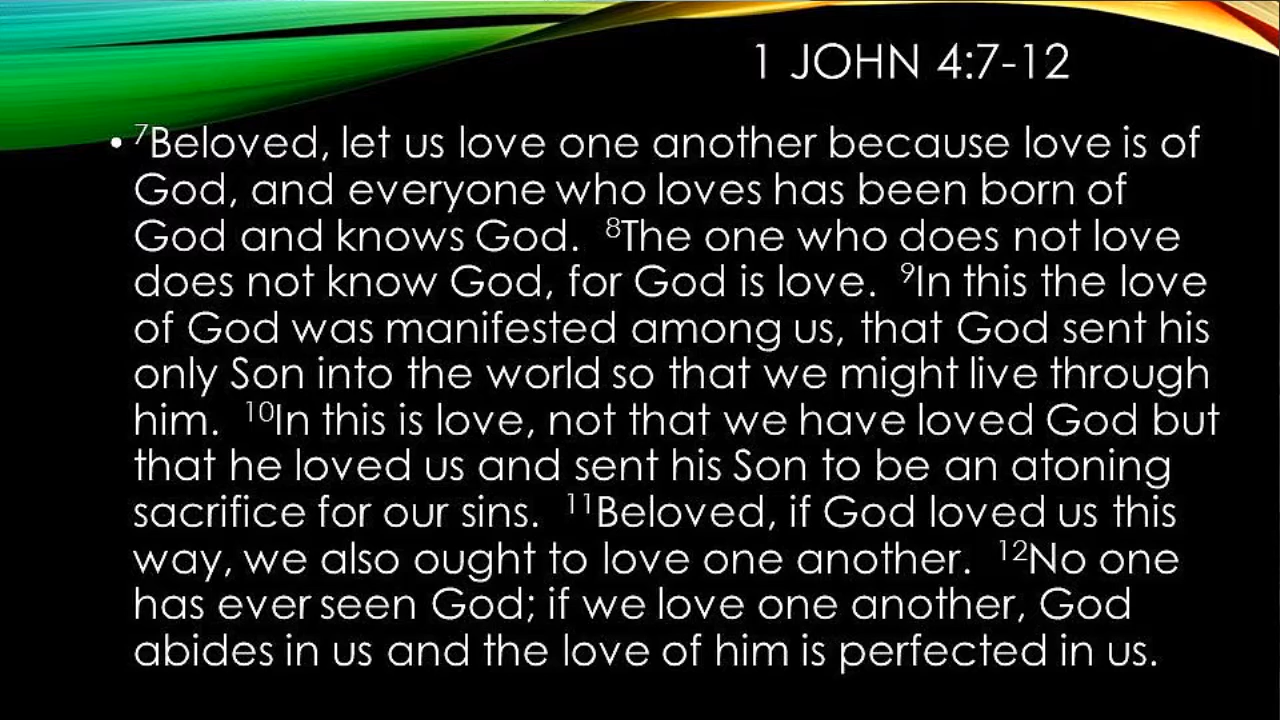 1 JOHN 4:7-12
• ⁷Beloved, let us love one another because love is of
God, and everyone who loves has been born of
God and knows God. ⁸The one who does not love
does not know God, for God is love. ⁹In this the love
of God was manifested among us, that God sent his
only Son into the world so that we might live through
him. ¹⁰In this is love, not that we have loved God but
that he loved us and sent his Son to be an atoning
sacrifice for our sins. ¹¹Beloved, if God loved us this
way, we also ought to love one another. ¹²No one
has ever seen God; if we love one another, God
abides in us and the love of him is perfected in us.